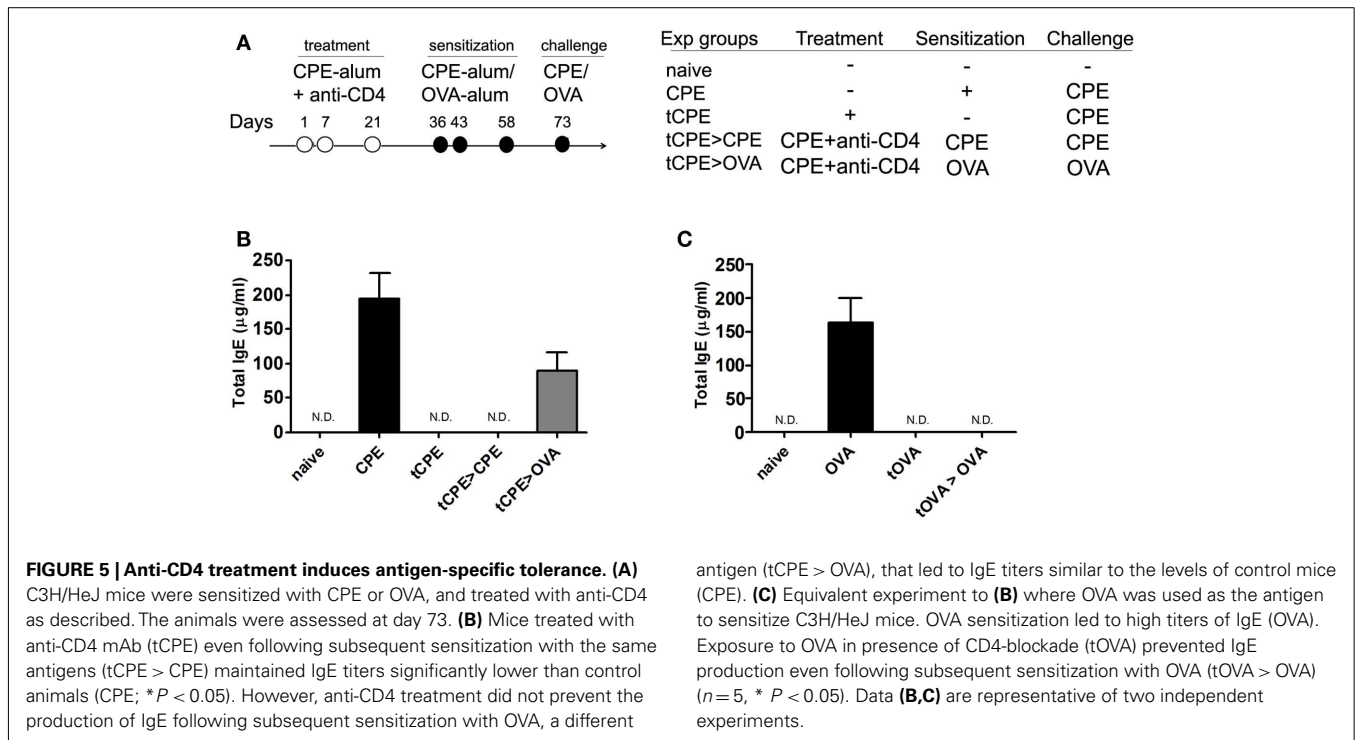 A
treatment sensitization challenge
CPE-alum CPE-alum/ CPE/
+ anti-CD4 OVA-alum OVA
Days 1 7 21 36 43 58 73
Exp groups Treatment Sensitization Challenge
naive - - -
CPE - + CPE
tCPE + - CPE
tCPE>CPE CPE+anti-CD4 CPE CPE
tCPE>OVA CPE+anti-CD4 OVA OVA
B
Total IgE (µg/ml)
250
200
150
100
50
0
N.D. N.D. N.D.
naive CPE tCPE tCPE>CPE tCPE>OVA
C
Total IgE (µg/ml)
250
200
150
100
50
0
N.D. N.D. N.D.
naive OVA tOVA tOVA > OVA
FIGURE 5 | Anti-CD4 treatment induces antigen-specific tolerance. (A)
C3H/HeJ mice were sensitized with CPE or OVA, and treated with anti-CD4
as described. The animals were assessed at day 73. (B) Mice treated with
anti-CD4 mAb (tCPE) even following subsequent sensitization with the same
antigens (tCPE > CPE) maintained IgE titers significantly lower than control
animals (CPE; *P < 0.05). However, anti-CD4 treatment did not prevent the
production of IgE following subsequent sensitization with OVA, a different
antigen (tCPE > OVA), that led to IgE titers similar to the levels of control mice
(CPE). (C) Equivalent experiment to (B) where OVA was used as the antigen
to sensitize C3H/HeJ mice. OVA sensitization led to high titers of IgE (OVA).
Exposure to OVA in presence of CD4-blockade (tOVA) prevented IgE
production even following subsequent sensitization with OVA (tOVA > OVA)
(n = 5, * P < 0.05). Data (B,C) are representative of two independent
experiments.